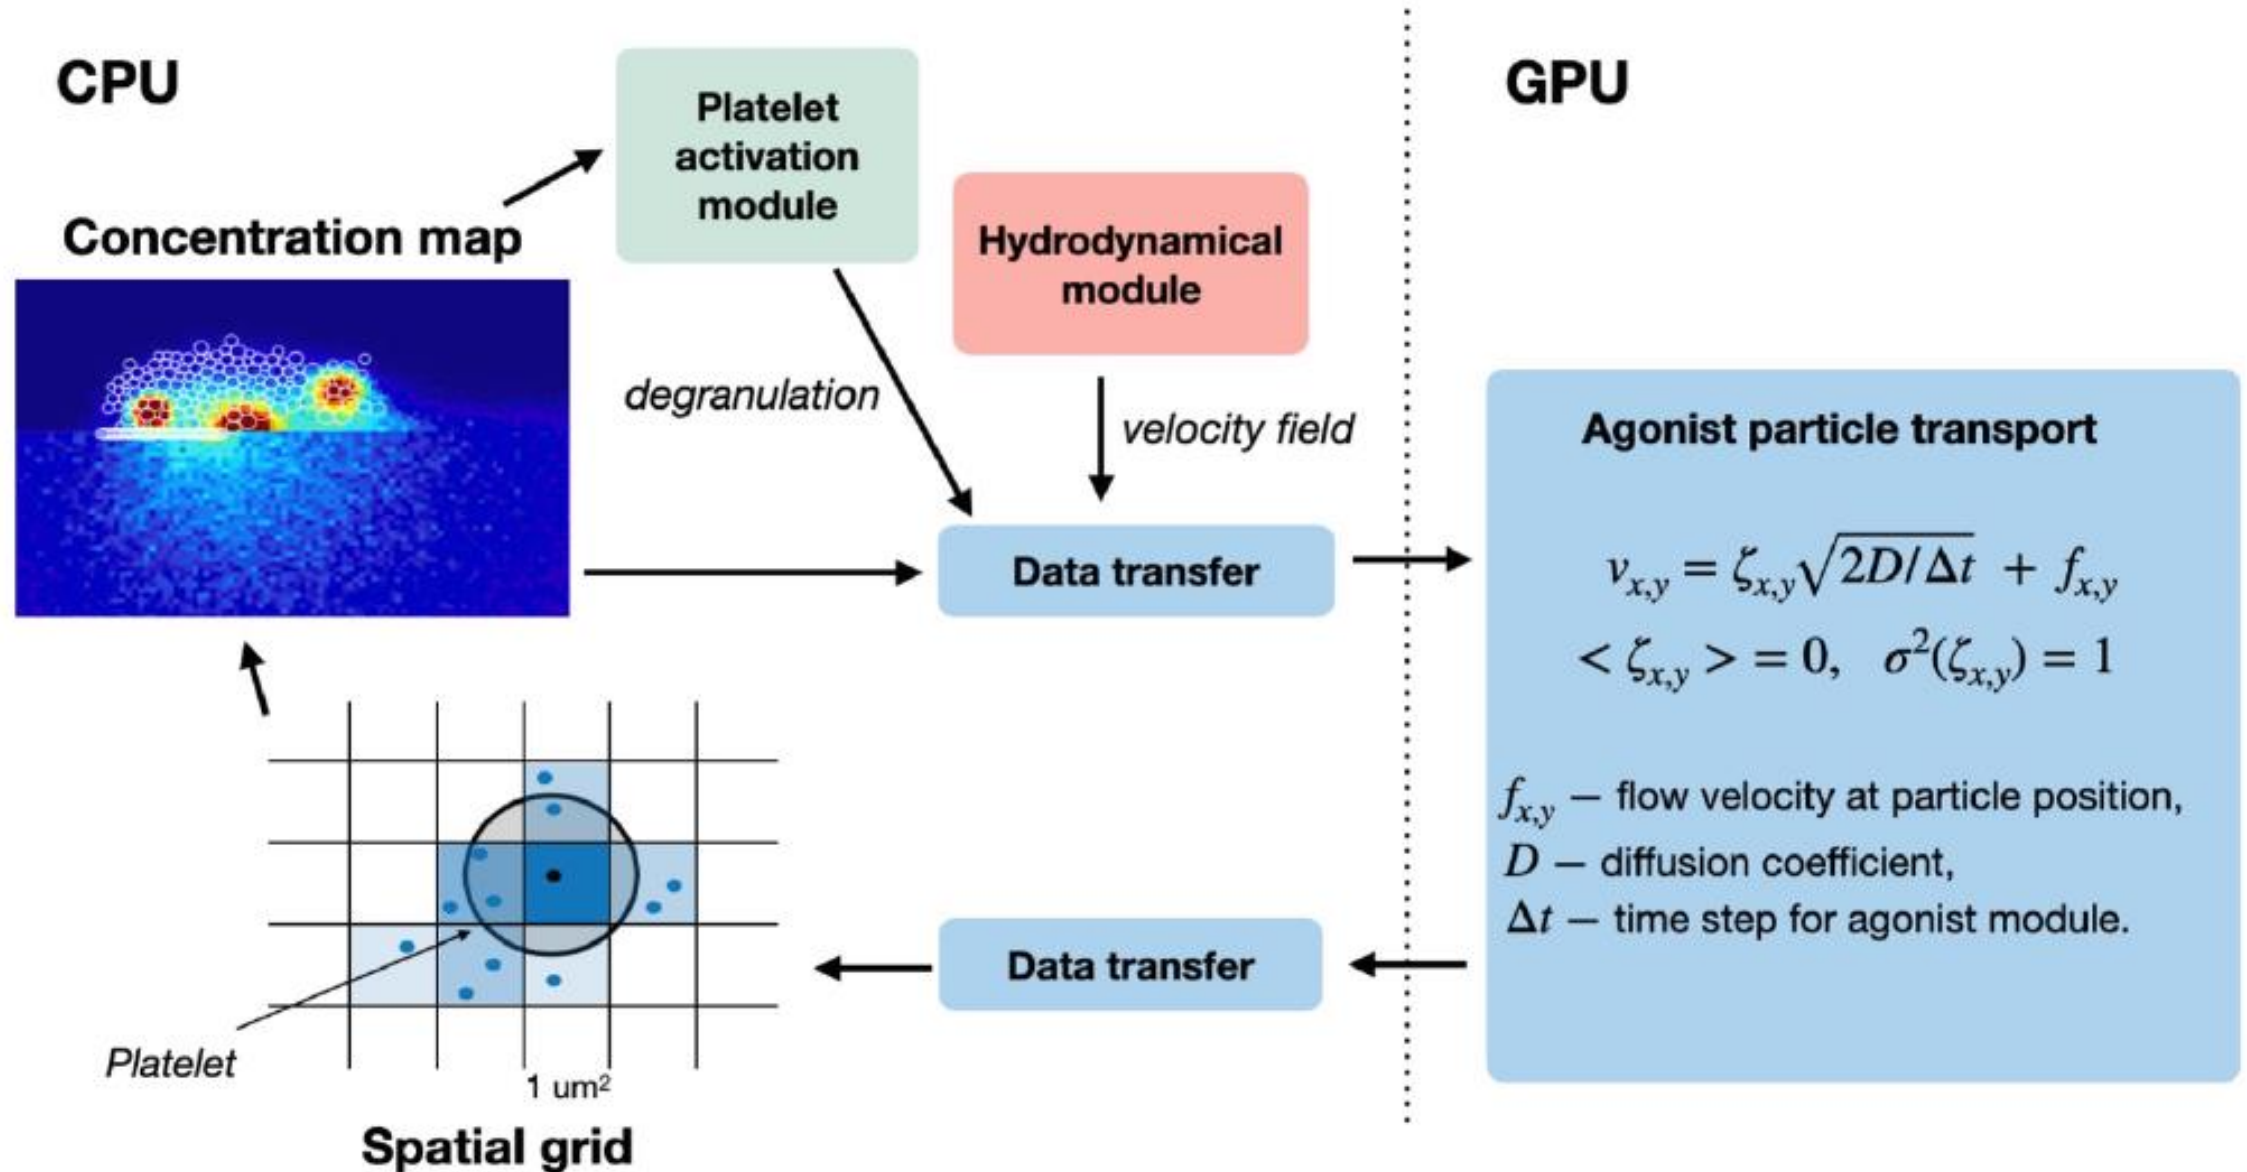 CPU
GPU
Platelet
activation
module
Concentration map
Hydrodynamical
module
degranulation
velocity field
Data transfer
Agonist particle transport
v_{x,y} = ζ_{x,y}√(2D/Δt) + f_{x,y}
< ζ_{x,y} > = 0, σ²(ζ_{x,y}) = 1
f_{x,y} — flow velocity at particle position,
D — diffusion coefficient,
Δt — time step for agonist module.
Data transfer
Platelet
1 um²
Spatial grid